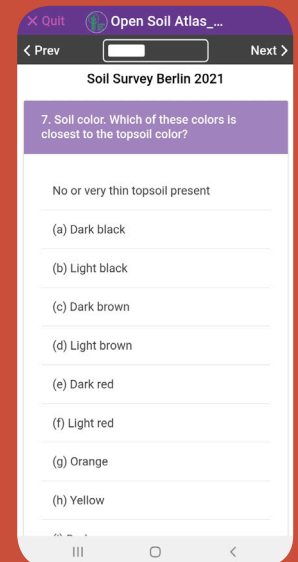 × Quit Open Soil Atlas_...
< Prev Next >
Soil Survey Berlin 2021
7. Soil color. Which of these colors is
closest to the topsoil color?
No or very thin topsoil present
(a) Dark black
(b) Light black
(c) Dark brown
(d) Light brown
(e) Dark red
(f) Light red
(g) Orange
(h) Yellow